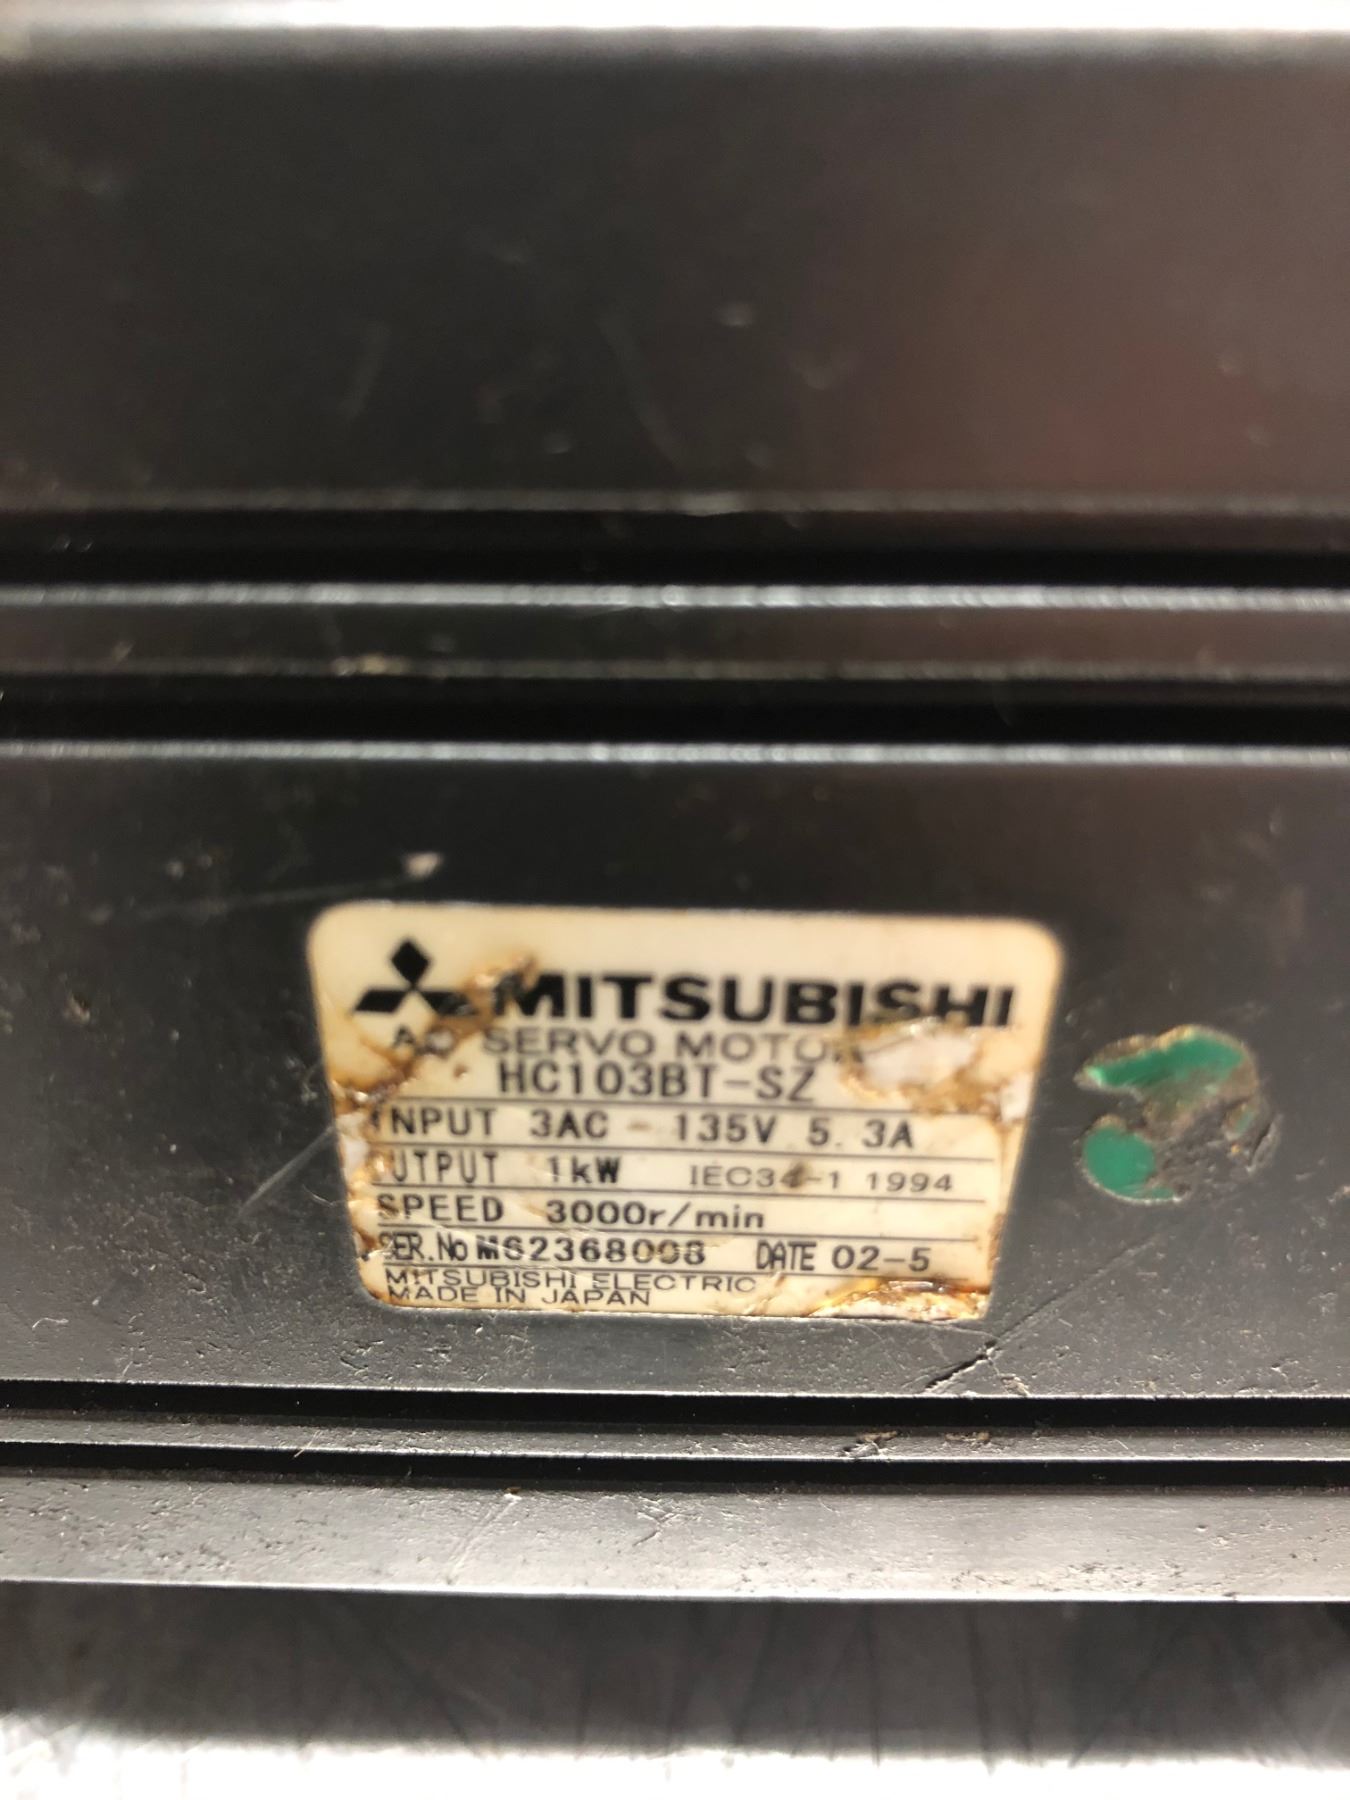 MITSUBISHI
AC SERVO MOTOR
HC103BT-SZ
INPUT 3AC - 135V 5.3A
OUTPUT 1kW IEC34-1 1994
SPEED 3000r/min
SER.No M62368008 DATE 02-5
MITSUBISHI ELECTRIC
MADE IN JAPAN